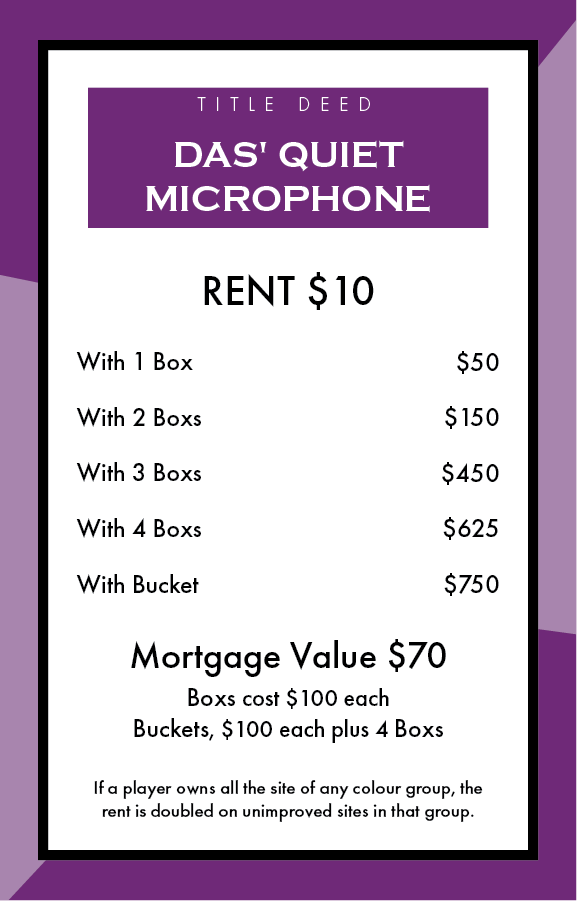 TITLE DEED
DAS' QUIET
MICROPHONE
RENT $10
With 1 Box $50
With 2 Boxs $150
With 3 Boxs $450
With 4 Boxs $625
With Bucket $750
Mortgage Value $70
Boxs cost $100 each
Buckets, $100 each plus 4 Boxs
If a player owns all the site of any colour group, the
rent is doubled on unimproved sites in that group.